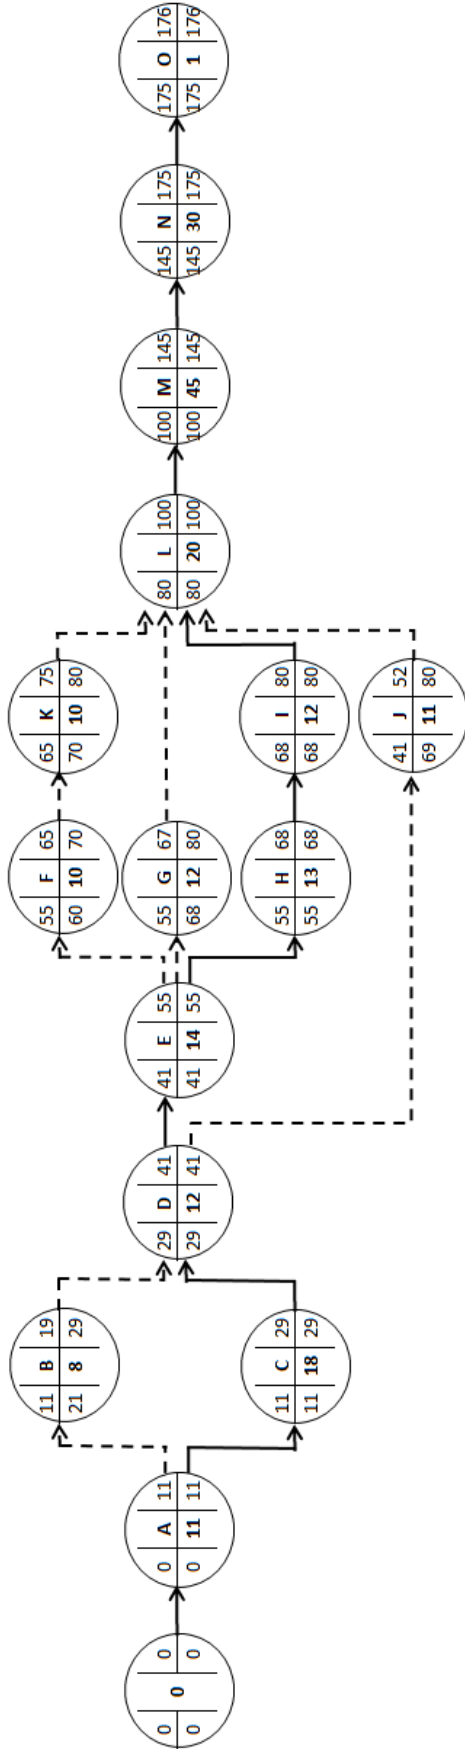 0 0
0
0 0
0 A 11
0 11 11
11 B 19
21 8 29
11 C 29
11 18 29
29 D 41
29 12 41
41 E 55
41 14 55
55 F 65
60 10 70
55 G 67
68 12 80
55 H 68
55 13 68
65 K 75
70 10 80
68 I 80
68 12 80
41 J 52
69 11 80
80 L 100
80 20 100
100 M 145
100 45 145
145 N 175
145 30 175
175 O 176
175 1 176